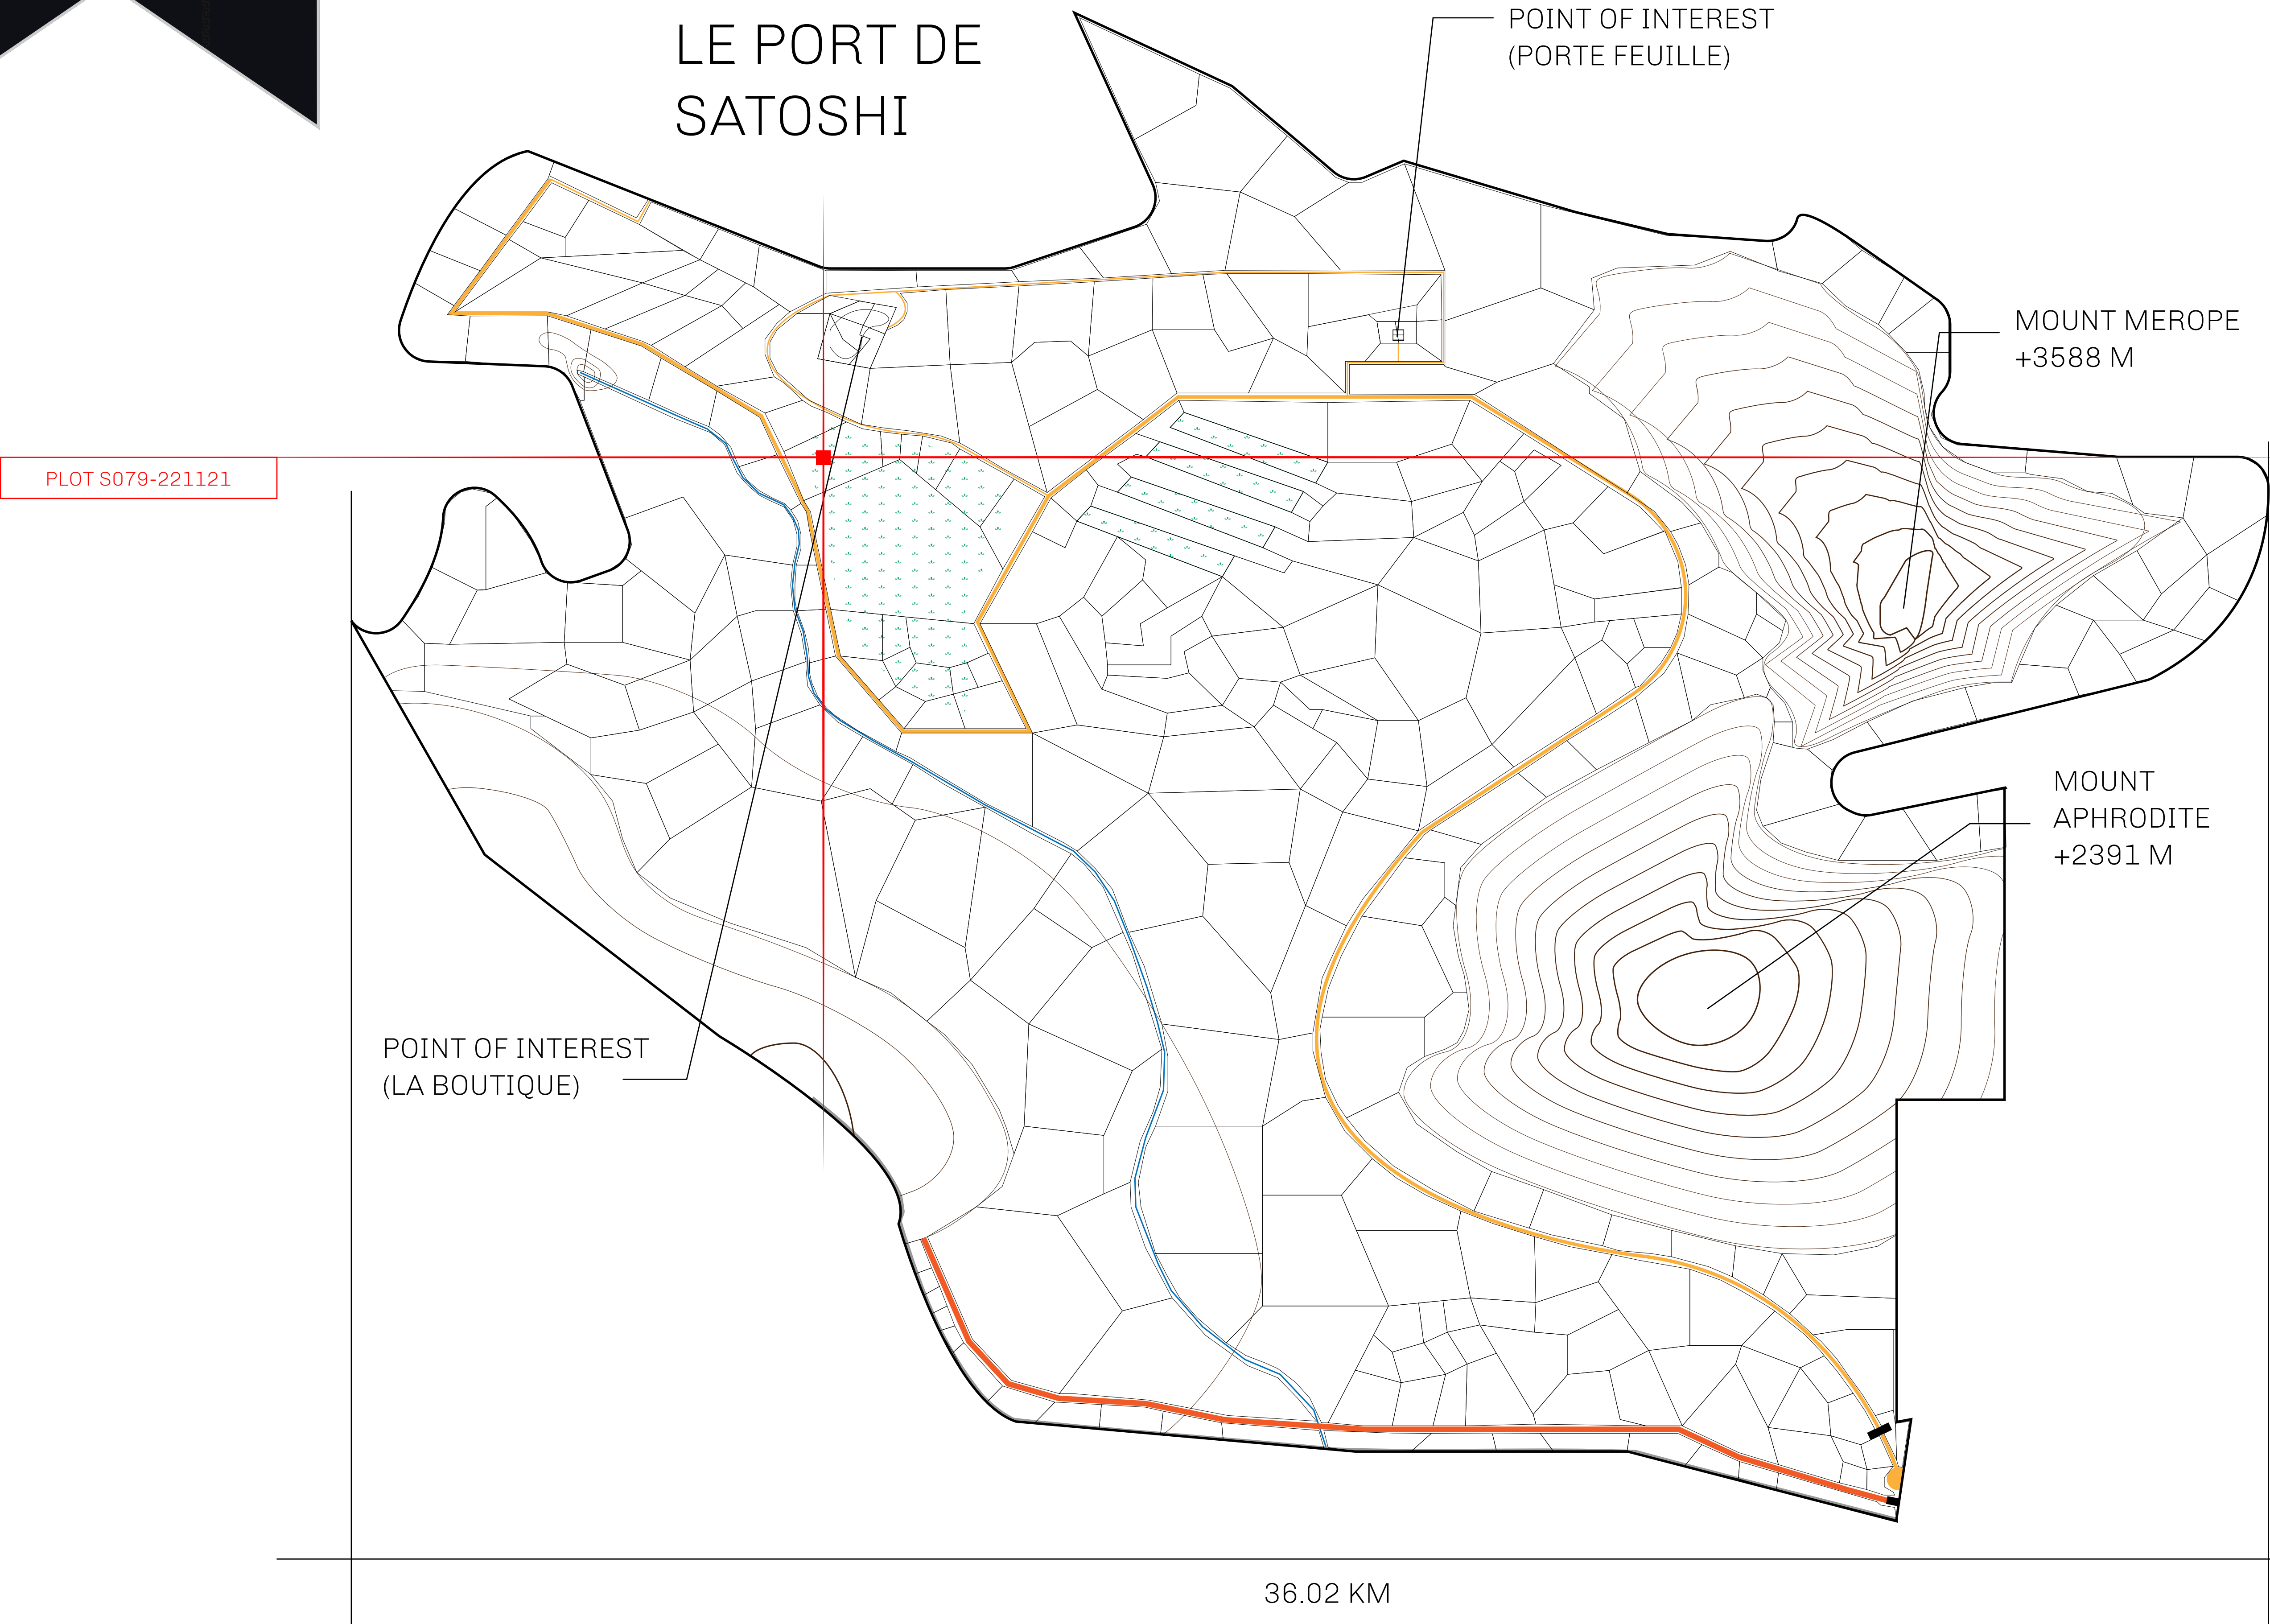 LE PORT DE
SATOSHI
POINT OF INTEREST
(PORTE FEUILLE)
MOUNT MEROPE
+3588 M
PLOT S079-221121
MOUNT
APHRODITE
+2391 M
POINT OF INTEREST
(LA BOUTIQUE)
36.02 KM